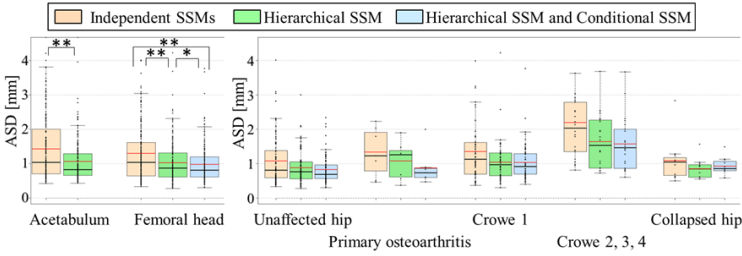 Independent SSMs Hierarchical SSM Hierarchical SSM and Conditional SSM
ASD [mm]
4
3
2
1
0
**
**
**
*
Acetabulum Femoral head
ASD [mm]
4
3
2
1
0
Unaffected hip Crowe 1 Collapsed hip
Primary osteoarthritis Crowe 2, 3, 4